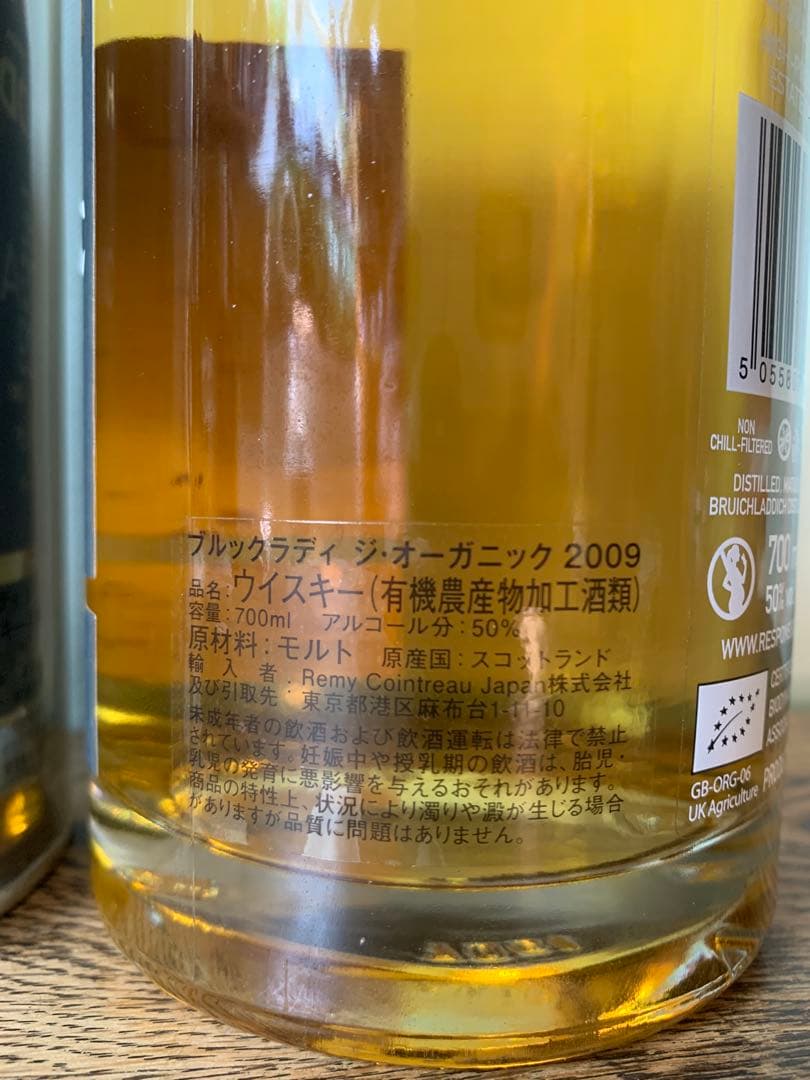 ブルックラディ ジ・オーガニック 2009
品名:ウイスキー(有機農産物加工酒類)
容量:700ml アルコール分:50%
原材料:モルト 原産国:スコットランド
輸入者:Remy Cointreau Japan株式会社
及び引取先:東京都港区麻布台1-11-10
未成年者の飲酒および飲酒運転は法律で禁止
されています。妊娠中や授乳期の飲酒は、胎児・
乳児の発育に悪影響を与えるおそれがあります。
商品の特性上、状況により濁りや澱が生じる場合
がありますが品質に問題はありません。
NON
CHILL-FILTERED
DISTILLED,
BRUICHLADDICH
700
50%
GB-ORG-06
UK Agriculture